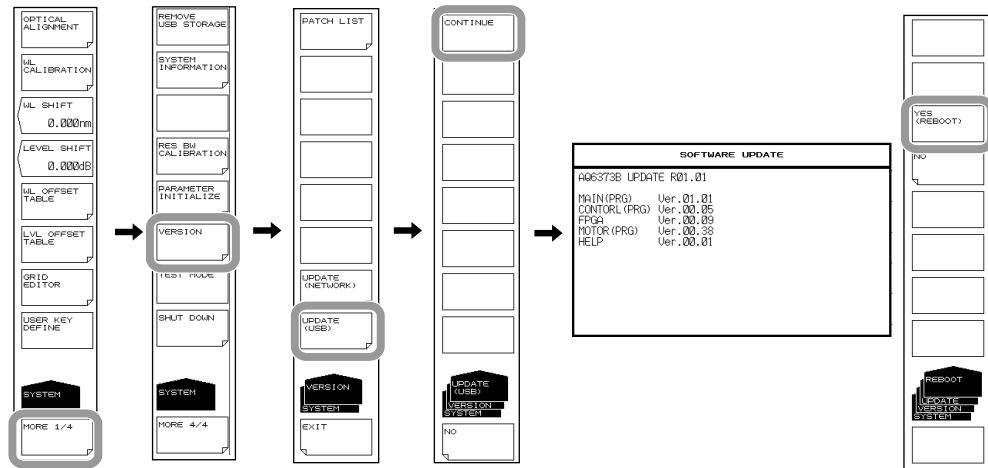 OPTICAL
ALIGNMENT
WL
CALIBRATION
WL SHIFT
0.000nm
LEVEL SHIFT
0.000dB
WL OFFSET
TABLE
LVL OFFSET
TABLE
GRID
EDITOR
USER KEY
DEFINE
SYSTEM
MORE 1/4
REMOVE
USB STORAGE
SYSTEM
INFORMATION
RES BW
CALIBRATION
PARAMETER
INITIALIZE
VERSION
TEST MODE
SHUT DOWN
SYSTEM
MORE 4/4
PATCH LIST
UPDATE
(NETWORK)
UPDATE
(USB)
VERSION
SYSTEM
EXIT
CONTINUE
UPDATE
(USB)
VERSION
SYSTEM
NO
SOFTWARE UPDATE
AQ6373B UPDATE R01.01
MAIN(PRG) Ver.01.01
CONTORL(PRG) Ver.00.05
FPGA Ver.00.09
MOTOR(PRG) Ver.00.38
HELP Ver.00.01
YES
(REBOOT)
NO
REBOOT
UPDATE
VERSION
SYSTEM